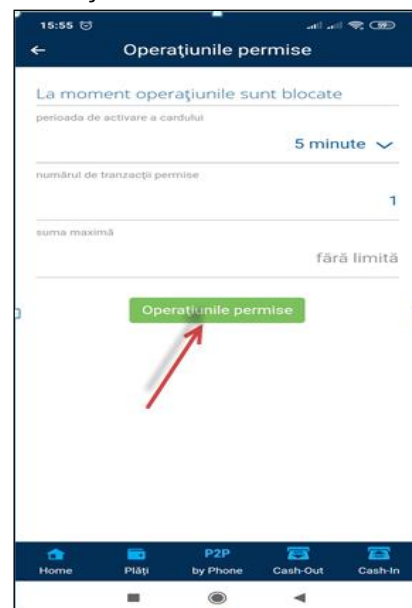 15:55
Operaţiunile permise
La moment operaţiunile sunt blocate
perioada de activare a cardului
5 minute
numărul de tranzacţii permise
1
suma maximă
fără limită
Operaţiunile permise
Home Plăţi P2P by Phone Cash-Out Cash-In